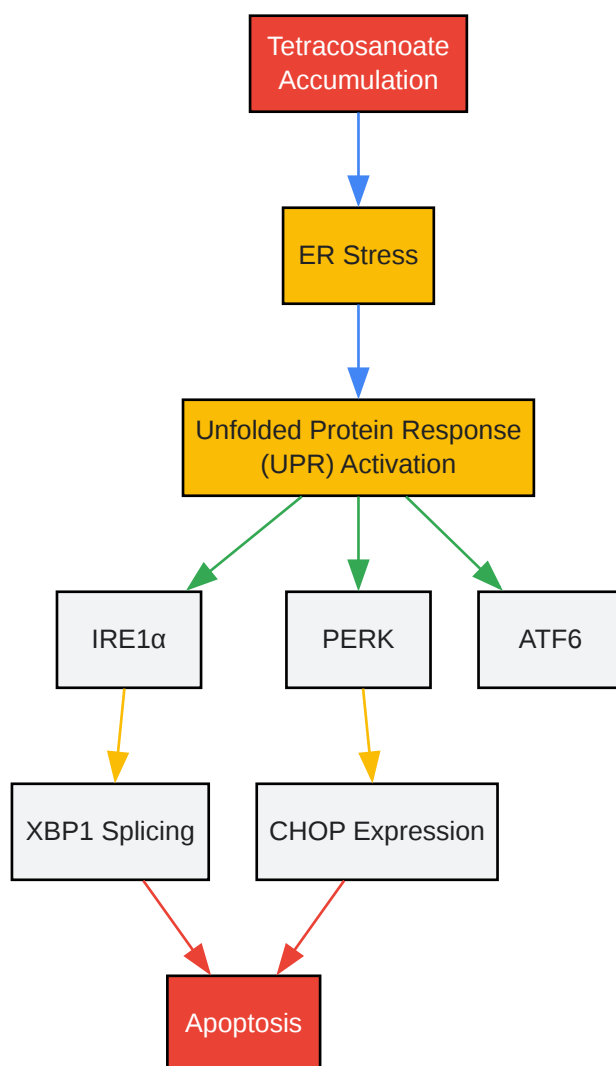 Tetracosanoate
Accumulation
ER Stress
Unfolded Protein Response
(UPR) Activation
IRE1α
PERK
ATF6
XBP1 Splicing
CHOP Expression
Apoptosis